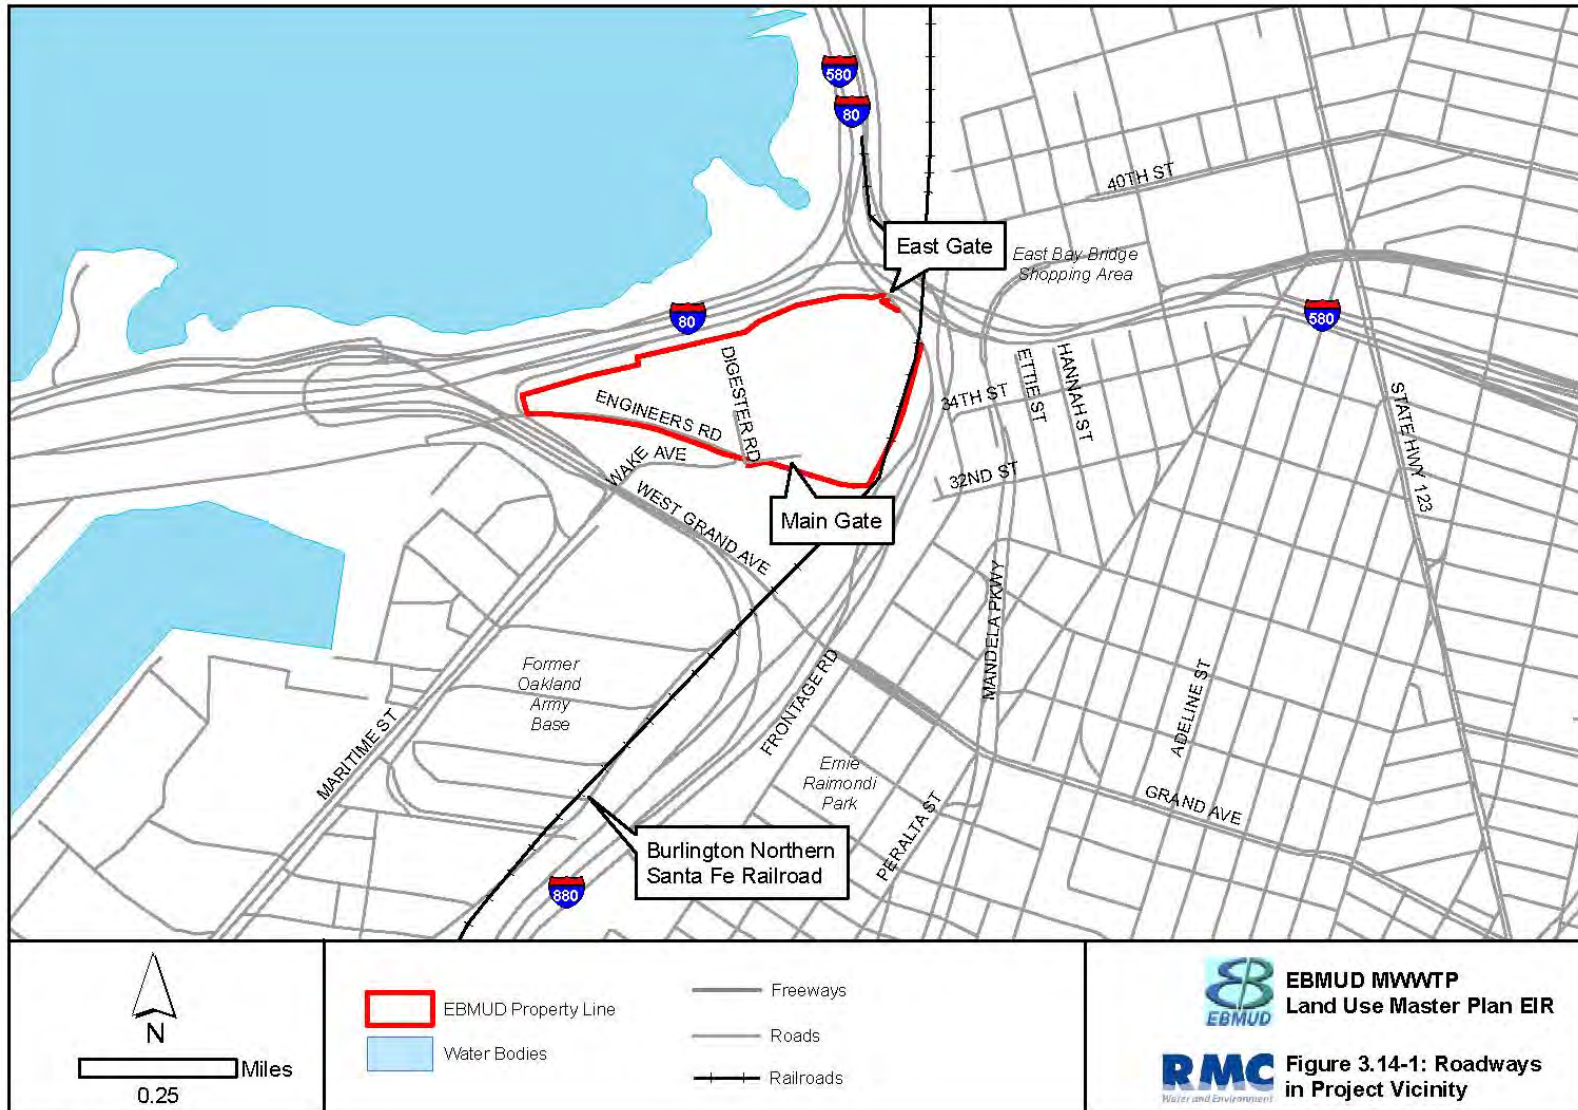 580
80
40TH ST
East Gate
East Bay Bridge
Shopping Area
80
580
DIGESTER RD
ETTIE ST
HANNAH ST
34TH ST
STATE HWY 123
ENGINEERS RD
WAKE AVE
32ND ST
WEST GRAND AVE
Main Gate
MANDELA PKWY
Former
Oakland
Army
Base
FRONTAGE RD
ADELINE ST
MARITIME ST
Ernie
Raimondi
Park
GRAND AVE
PERALTA ST
Burlington Northern
Santa Fe Railroad
880
N
Miles
0.25
EBMUD Property Line
Water Bodies
Freeways
Roads
Railroads
EBMUD
EBMUD MWWTP
Land Use Master Plan EIR
RMC
Water and Environment
Figure 3.14-1: Roadways
in Project Vicinity